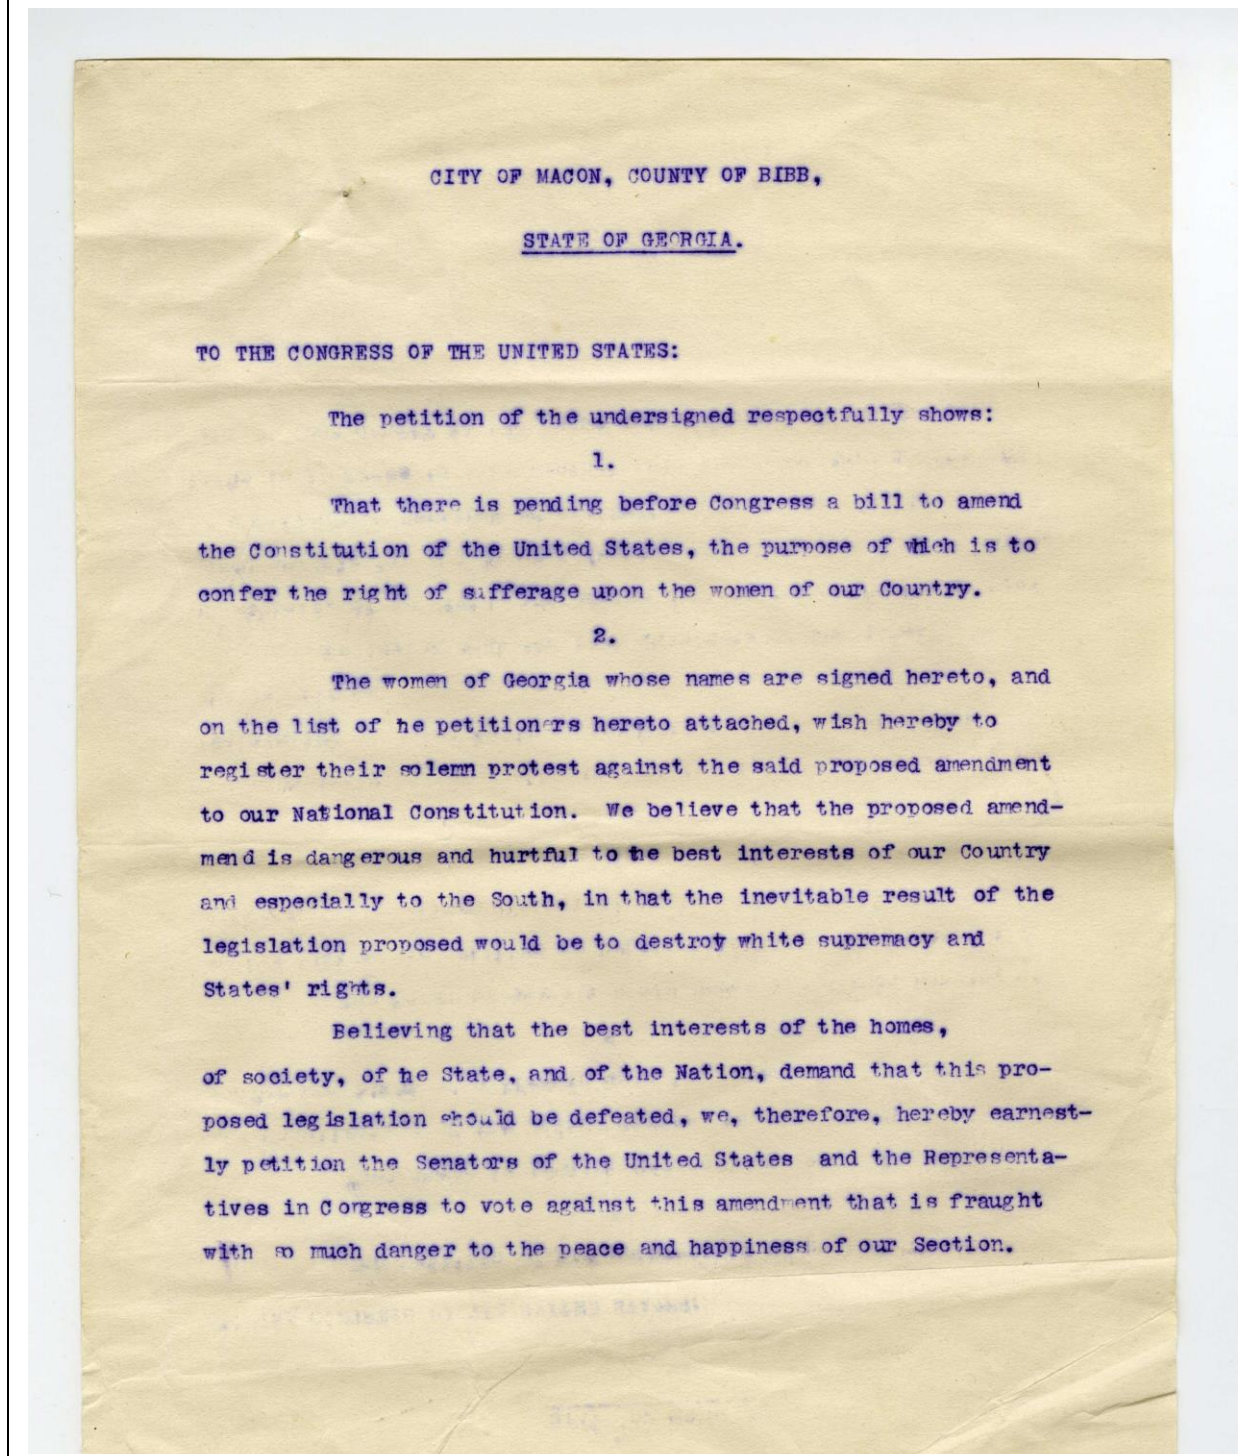 CITY OF MACON, COUNTY OF BIBB,
STATE OF GEORGIA.
TO THE CONGRESS OF THE UNITED STATES:
The petition of the undersigned respectfully shows:
1.
That there is pending before Congress a bill to amend
the Constitution of the United States, the purpose of which is to
confer the right of sufferage upon the women of our Country.
2.
The women of Georgia whose names are signed hereto, and
on the list of he petitioners hereto attached, wish hereby to
register their solemn protest against the said proposed amendment
to our National Constitution. We believe that the proposed amend-
mend is dangerous and hurtful to he best interests of our Country
and especially to the South, in that the inevitable result of the
legislation proposed would be to destroy white supremacy and
States' rights.
Believing that the best interests of the homes,
of society, of he State, and of the Nation, demand that this pro-
posed legislation should be defeated, we, therefore, hereby earnest-
ly petition the Senators of the United States and the Representa-
tives in Congress to vote against this amendment that is fraught
with so much danger to the peace and happiness of our Section.